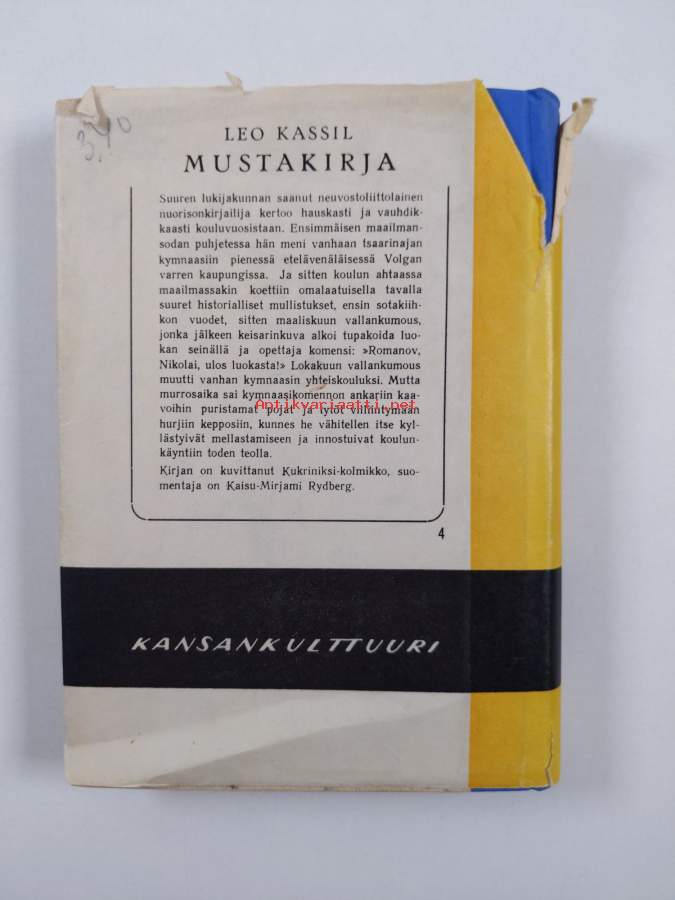 3,40
LEO KASSIL
MUSTAKIRJA
Suuren lukijakunnan saanut neuvostoliittolainen
nuorisonkirjailija kertoo hauskasti ja vauhdik-
kaasti kouluvuosistaan. Ensimmäisen maailman-
sodan puhjetessa hän meni vanhaan tsaarinajan
kymnaasiin pienessä etelävenäläisessä Volgan
varren kaupungissa. Ja sitten koulun ahtaassa
maailmassakin koettiin omalaatuisella tavalla
suuret historialliset mullistukset, ensin sotakiih-
kon vuodet, sitten maaliskuun vallankumous,
jonka jälkeen keisarinkuva alkoi tupakoida luo-
kan seinällä ja opettaja komensi: »Romanov,
Nikolai, ulos luokasta!» Lokakuun vallankumous
muutti vanhan kymnaasin yhteiskouluksi. Mutta
murrosaika sai kymnaasikomennon ankariin kaa-
Antikvariaatti.net
voihin puristamat pojat ja tytöt villiintymään
hurjiin kepposiin, kunnes he vähitellen itse kyl-
lästyivät mellastamiseen ja innostuivat koulun-
käyntiin toden teolla.
Kirjan on kuvittanut Kukriniksi-kolmikko, suo-
mentaja on Kaisu-Mirjami Rydberg.
4
KANSANKULTTUURI